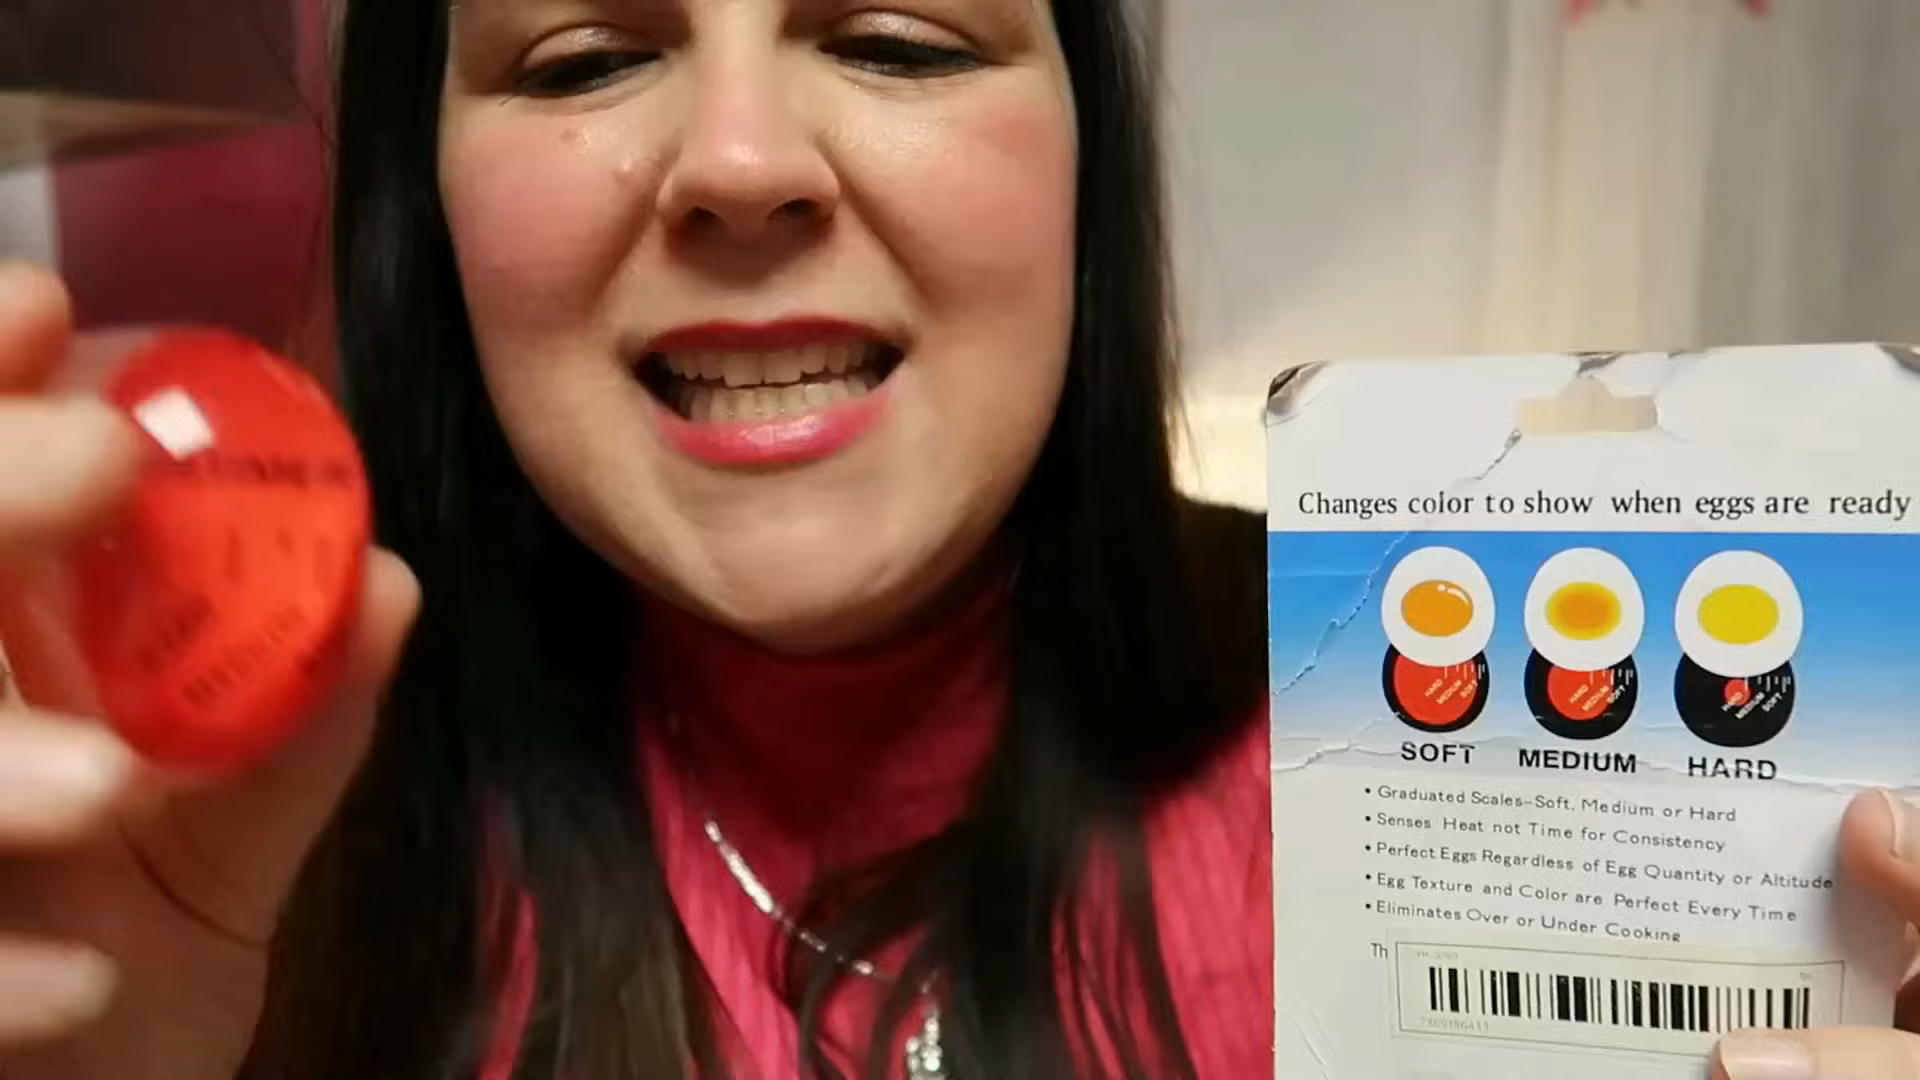 Changes color to show when eggs are ready
HARD
MEDIUM
SOFT
HARD
MEDIUM
SOFT
HARD
MEDIUM
SOFT
SOFT
MEDIUM
HARD
• Graduated Scales-Soft, Medium or Hard
• Senses Heat not Time for Consistency
• Perfect Eggs Regardless of Egg Quantity or Altitude
• Egg Texture and Color are Perfect Every Time
• Eliminates Over or Under Cooking
Th
MEDIUM